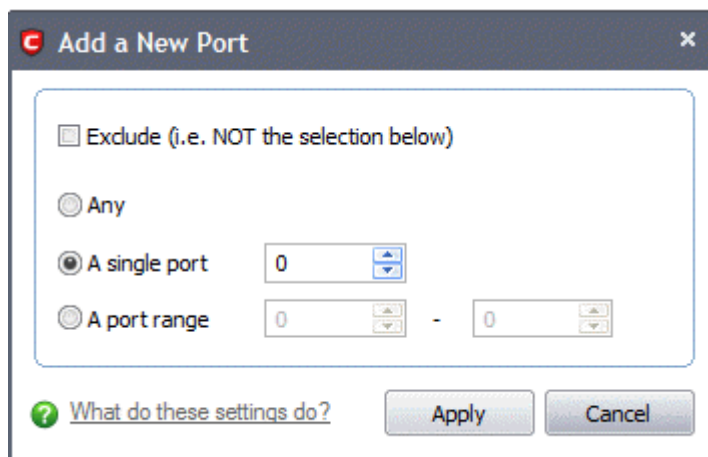 Add a New Port
Exclude (i.e. NOT the selection below)
Any
A single port 0
A port range 0 - 0
What do these settings do? Apply Cancel